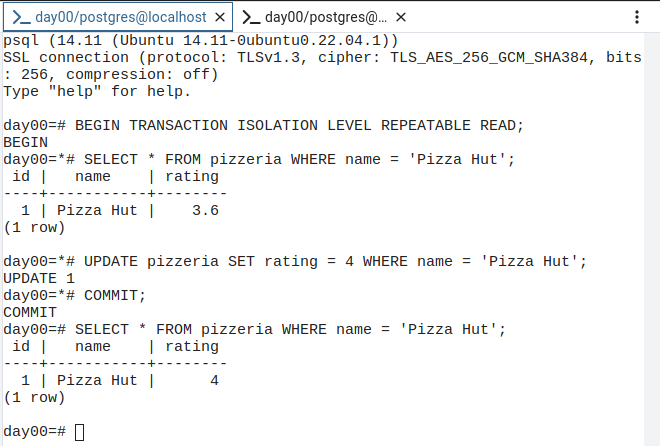 day00/postgres@localhost
day00/postgres@...
psql (14.11 (Ubuntu 14.11-0ubuntu0.22.04.1))
SSL connection (protocol: TLSv1.3, cipher: TLS_AES_256_GCM_SHA384, bits
: 256, compression: off)
Type "help" for help.

day00=# BEGIN TRANSACTION ISOLATION LEVEL REPEATABLE READ;
BEGIN
day00=*# SELECT * FROM pizzeria WHERE name = 'Pizza Hut';
 id |   name    | rating
----+-----------+--------
  1 | Pizza Hut |    3.6
(1 row)

day00=*# UPDATE pizzeria SET rating = 4 WHERE name = 'Pizza Hut';
UPDATE 1
day00=*# COMMIT;
COMMIT
day00=# SELECT * FROM pizzeria WHERE name = 'Pizza Hut';
 id |   name    | rating
----+-----------+--------
  1 | Pizza Hut |      4
(1 row)

day00=#